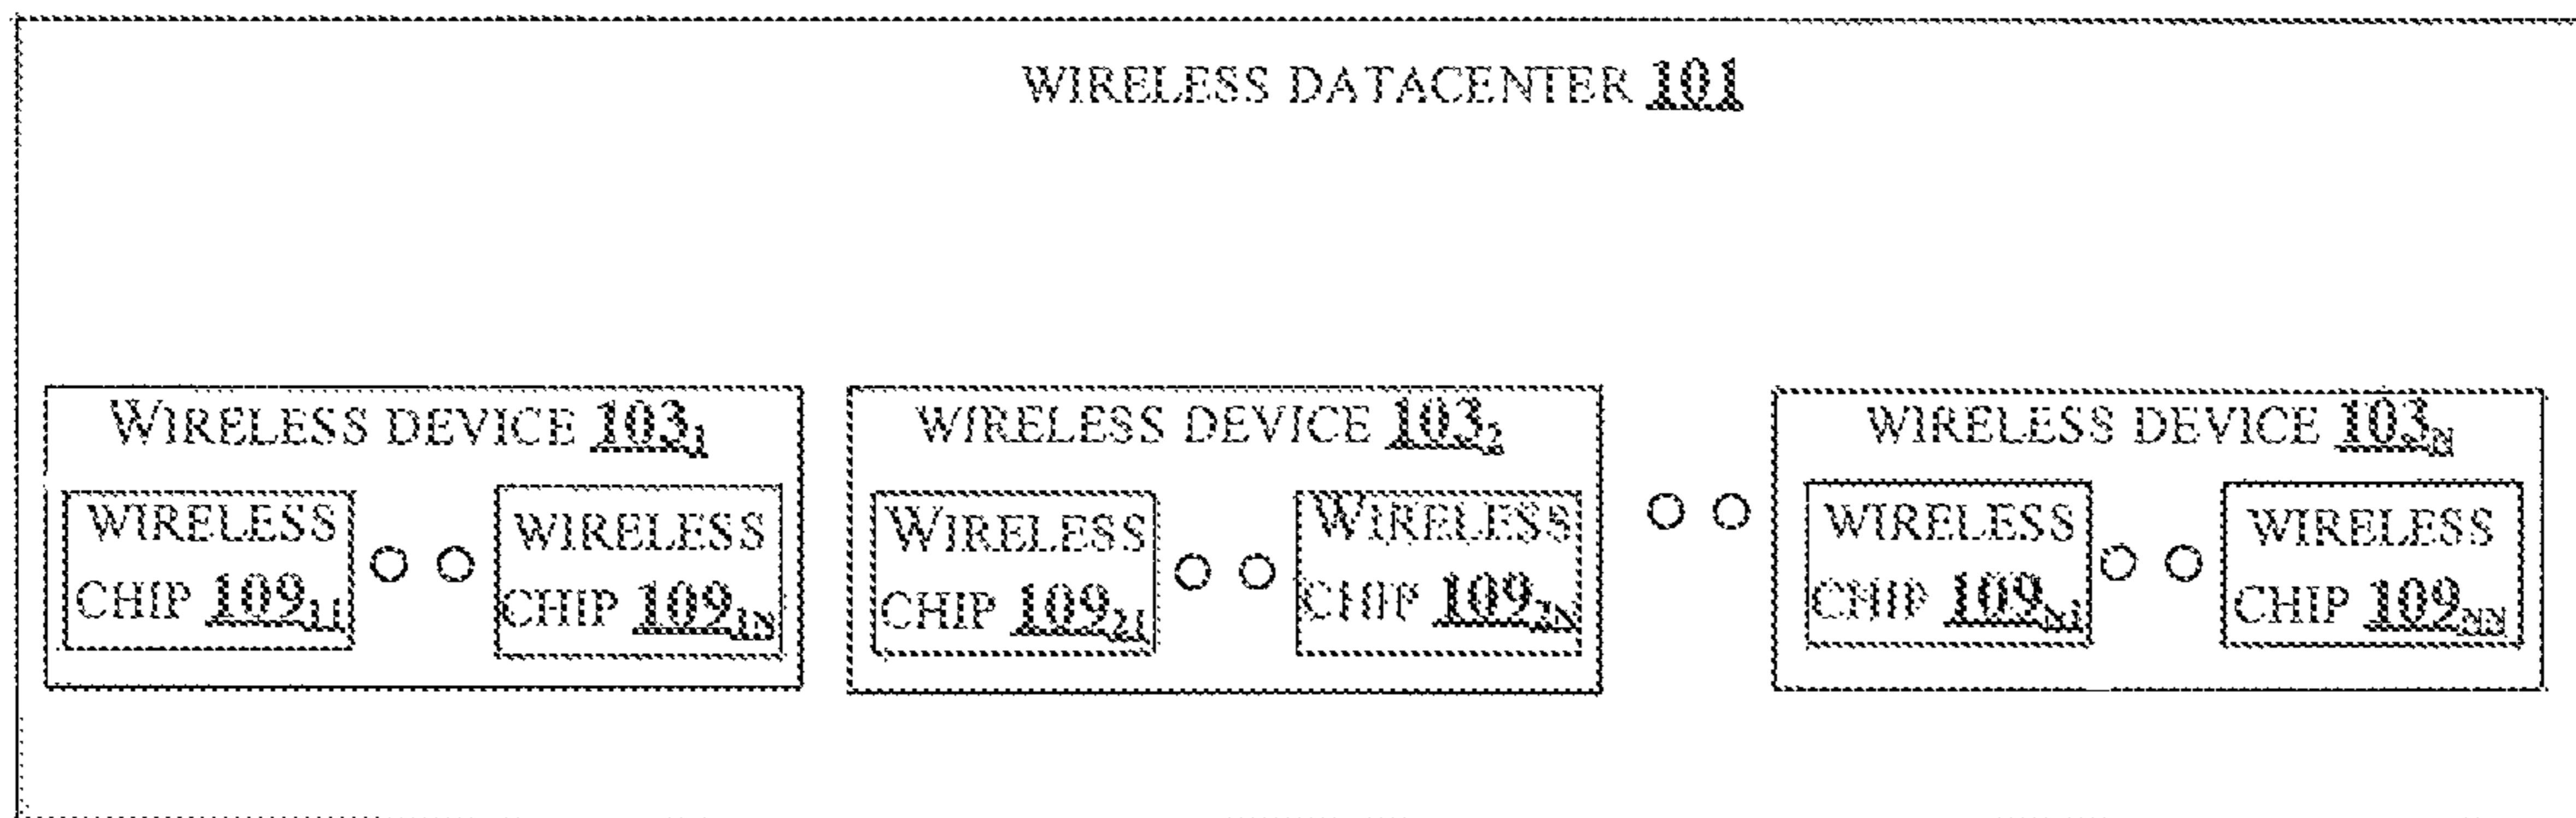 WIRELESS DATACENTER 101
WIRELESS DEVICE 103₁
WIRELESS CHIP 109₁₁
WIRELESS CHIP 109₁N
WIRELESS DEVICE 103₂
WIRELESS CHIP 109₂₁
WIRELESS CHIP 109₂N
WIRELESS DEVICE 103N
WIRELESS CHIP 109N₁
WIRELESS CHIP 109NN